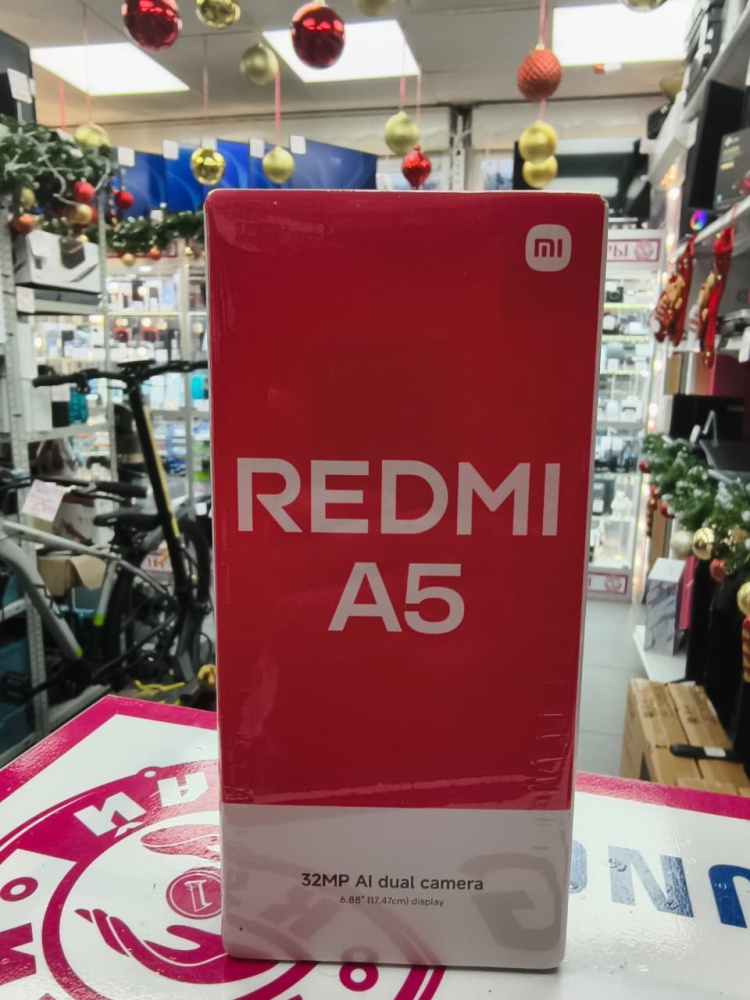 mi
REDMI
A5
32MP AI dual camera
6.88" (17.47cm) display